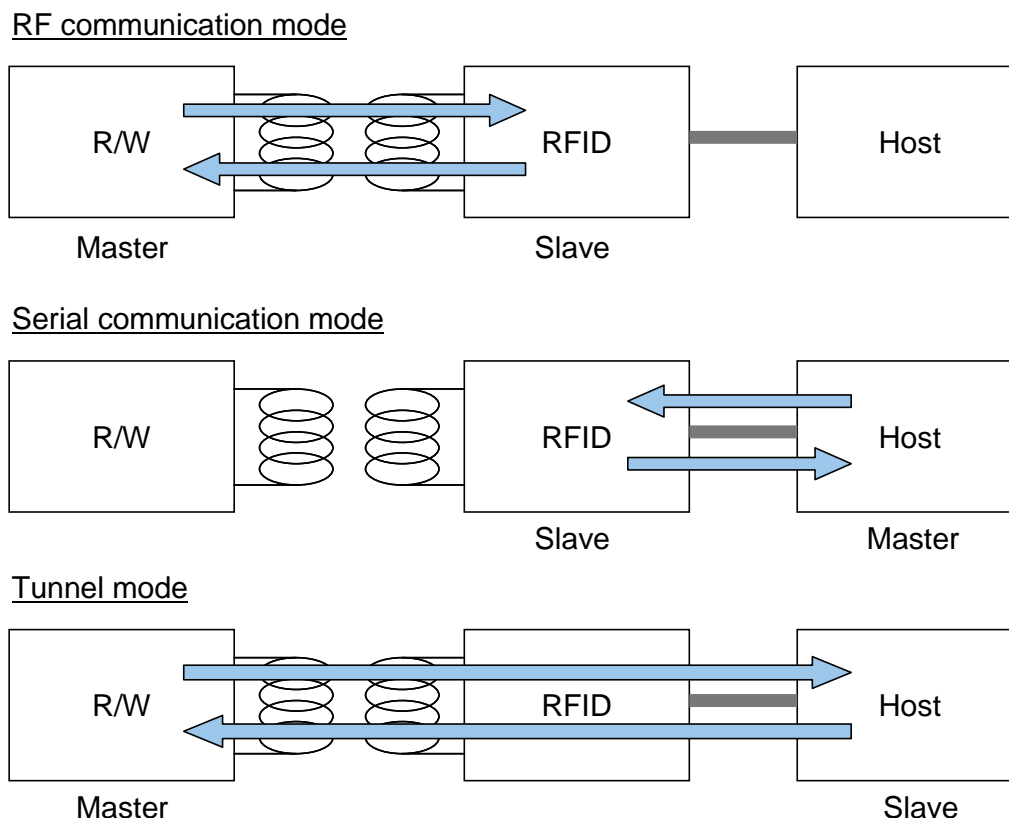 RF communication mode
R/W
RFID
Host
Master
Slave
Serial communication mode
R/W
RFID
Host
Slave
Master
Tunnel mode
R/W
RFID
Host
Master
Slave